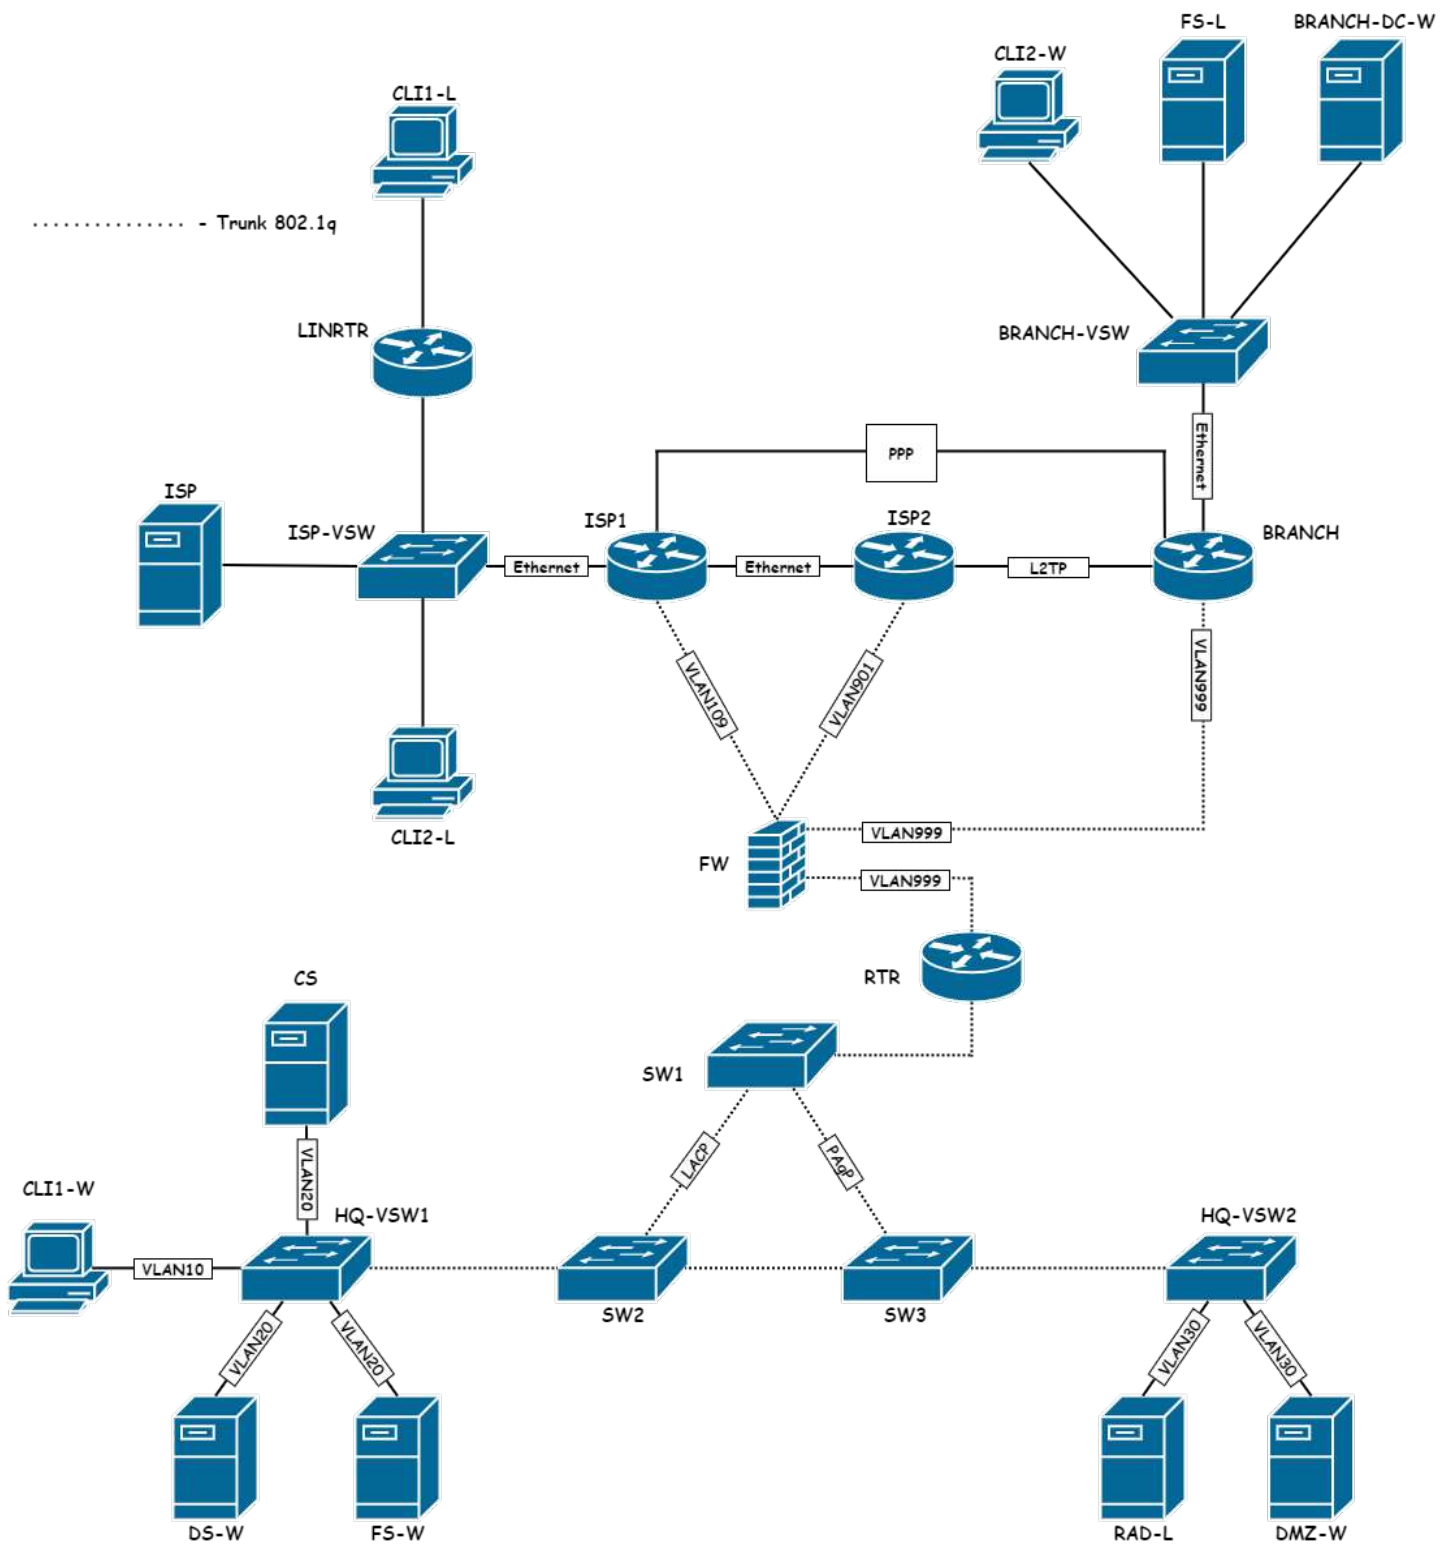 FS-L
BRANCH-DC-W
CLI2-W
CLI1-L
- Trunk 802.1q
LINRTR
BRANCH-VSW
Ethernet
PPP
ISP
ISP-VSW
ISP1
ISP2
BRANCH
Ethernet
Ethernet
L2TP
VLAN109
VLAN901
VLAN999
CLI2-L
VLAN999
FW
VLAN999
RTR
CS
SW1
LACP
PAgP
CLI1-W
VLAN20
HQ-VSW1
HQ-VSW2
VLAN10
SW2
SW3
VLAN20
VLAN20
VLAN30
VLAN30
DS-W
FS-W
RAD-L
DMZ-W